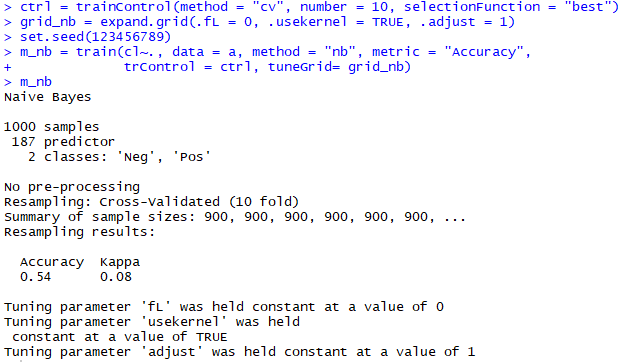 > ctrl = trainControl(method = "cv", number = 10, selectionFunction = "best")
> grid_nb = expand.grid(.fL = 0, .usekernel = TRUE, .adjust = 1)
> set.seed(123456789)
> m_nb = train(cl~., data = a, method = "nb", metric = "Accuracy",
+              trControl = ctrl, tuneGrid= grid_nb)
> m_nb
Naive Bayes

1000 samples
 187 predictor
   2 classes: 'Neg', 'Pos'

No pre-processing
Resampling: Cross-Validated (10 fold)
Summary of sample sizes: 900, 900, 900, 900, 900, 900, ...
Resampling results:

  Accuracy  Kappa
  0.54      0.08

Tuning parameter 'fL' was held constant at a value of 0
Tuning parameter 'usekernel' was held
 constant at a value of TRUE
Tuning parameter 'adjust' was held constant at a value of 1